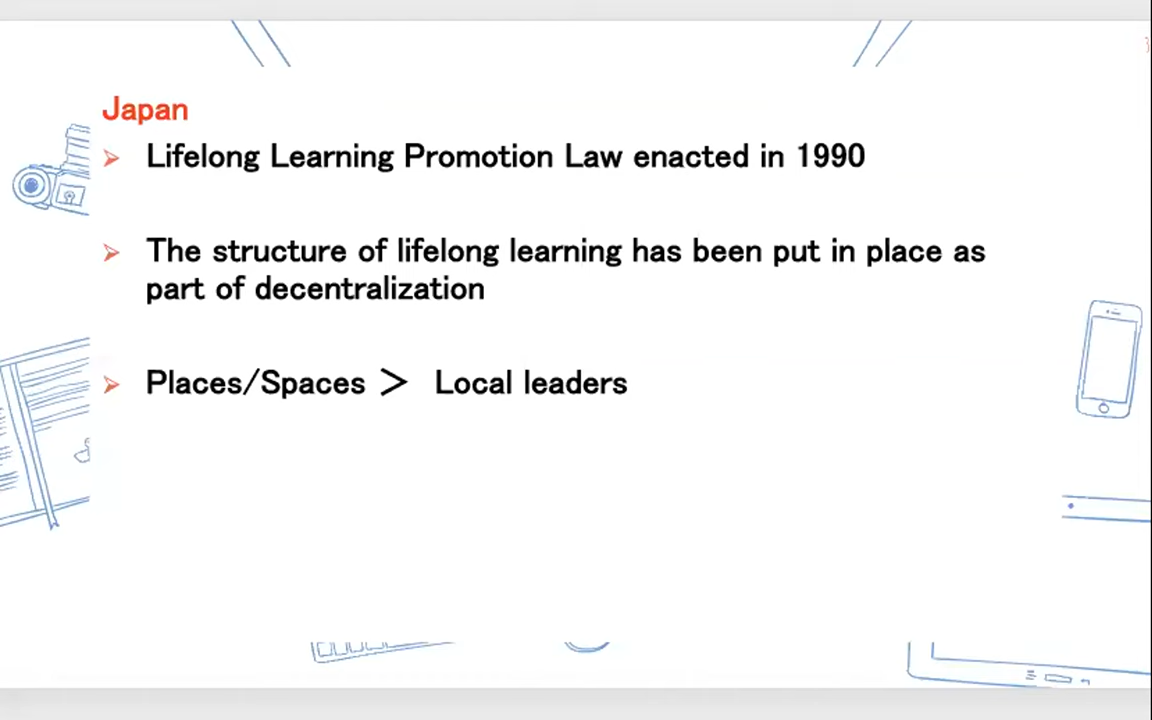 Japan
➢ Lifelong Learning Promotion Law enacted in 1990
➢ The structure of lifelong learning has been put in place as
part of decentralization
➢ Places/Spaces ＞ Local leaders